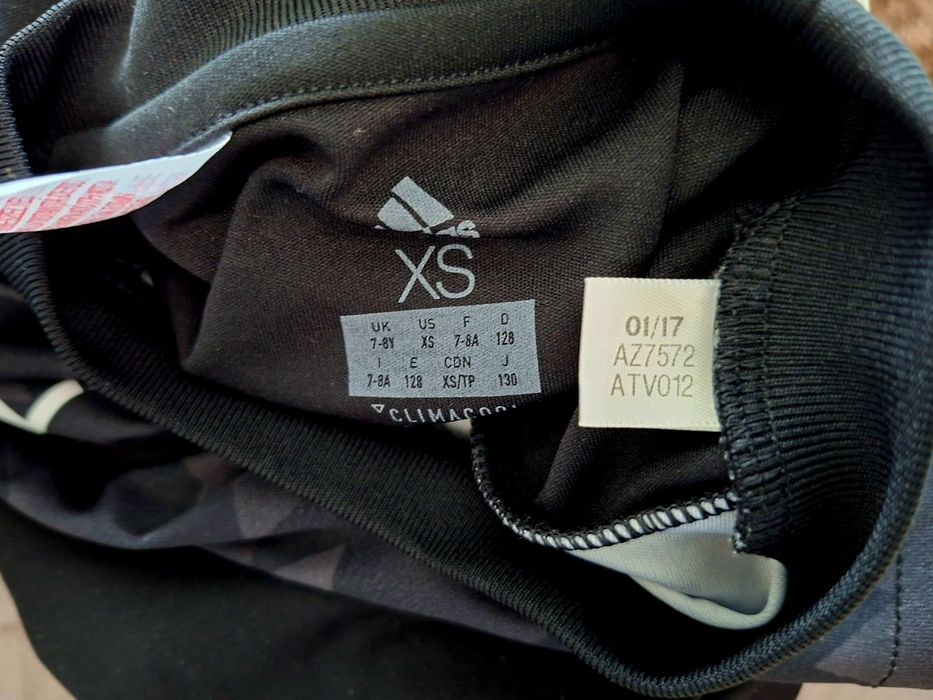 XS
UK US F D
7-8Y XS 7-8A 128
I E CDN J
7-8A 128 XS/TP 130
CLIMACOOL
01/17
AZ7572
ATV012